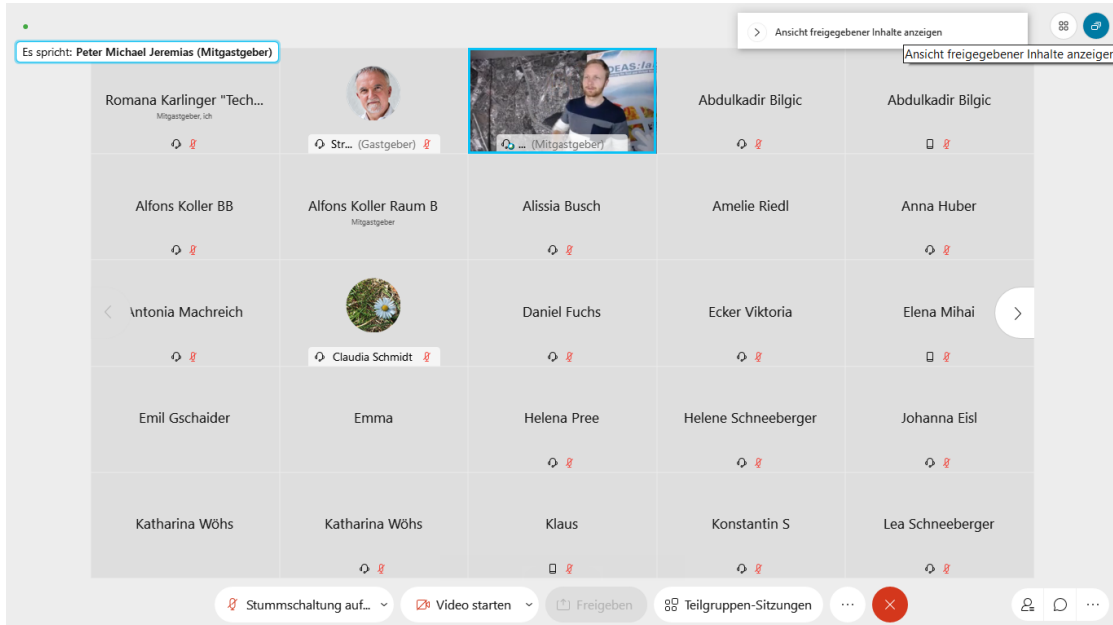 Ansicht freigegebener Inhalte anzeigen
Es spricht: Peter Michael Jeremias (Mitgastgeber)
Ansicht freigegebener Inhalte anzeigen
Romana Karlinger "Tech...
Mitgastgeber, ich
Str... (Gastgeber)
... (Mitgastgeber)
Abdulkadir Bilgic
Abdulkadir Bilgic
Alfons Koller BB
Alfons Koller Raum B
Mitgastgeber
Alissia Busch
Amelie Riedl
Anna Huber
Machreich
Claudia Schmidt
Daniel Fuchs
Ecker Viktoria
Elena Mihai
Emil Gschaider
Emma
Helena Pree
Helene Schneeberger
Johanna Eisl
Katharina Wöhs
Katharina Wöhs
Klaus
Konstantin S
Lea Schneeberger
Stummschaltung auf...
Video starten
Freigeben
Teilgruppen-Sitzungen